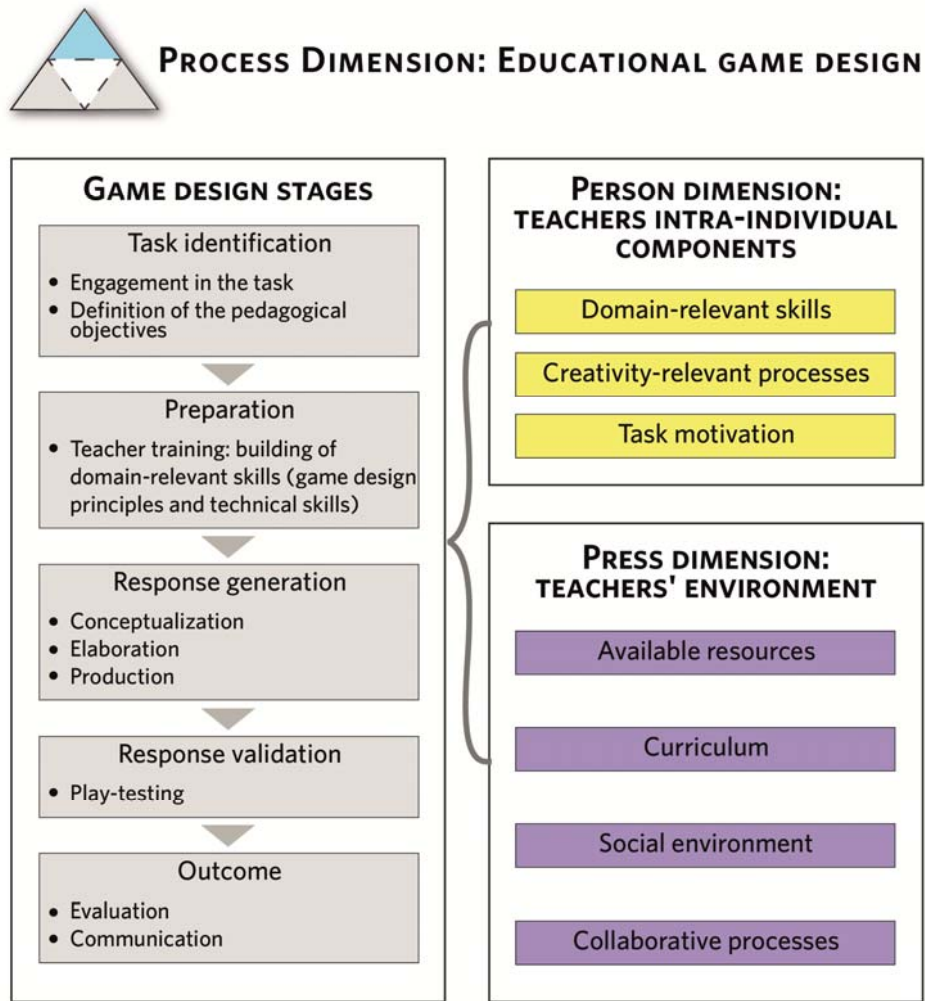 PROCESS DIMENSION: EDUCATIONAL GAME DESIGN
GAME DESIGN STAGES
Task identification
• Engagement in the task
• Definition of the pedagogical
objectives
Preparation
• Teacher training: building of
domain-relevant skills (game design
principles and technical skills)
Response generation
• Conceptualization
• Elaboration
• Production
Response validation
• Play-testing
Outcome
• Evaluation
• Communication
PERSON DIMENSION:
TEACHERS INTRA-INDIVIDUAL
COMPONENTS
Domain-relevant skills
Creativity-relevant processes
Task motivation
PRESS DIMENSION:
TEACHERS' ENVIRONMENT
Available resources
Curriculum
Social environment
Collaborative processes